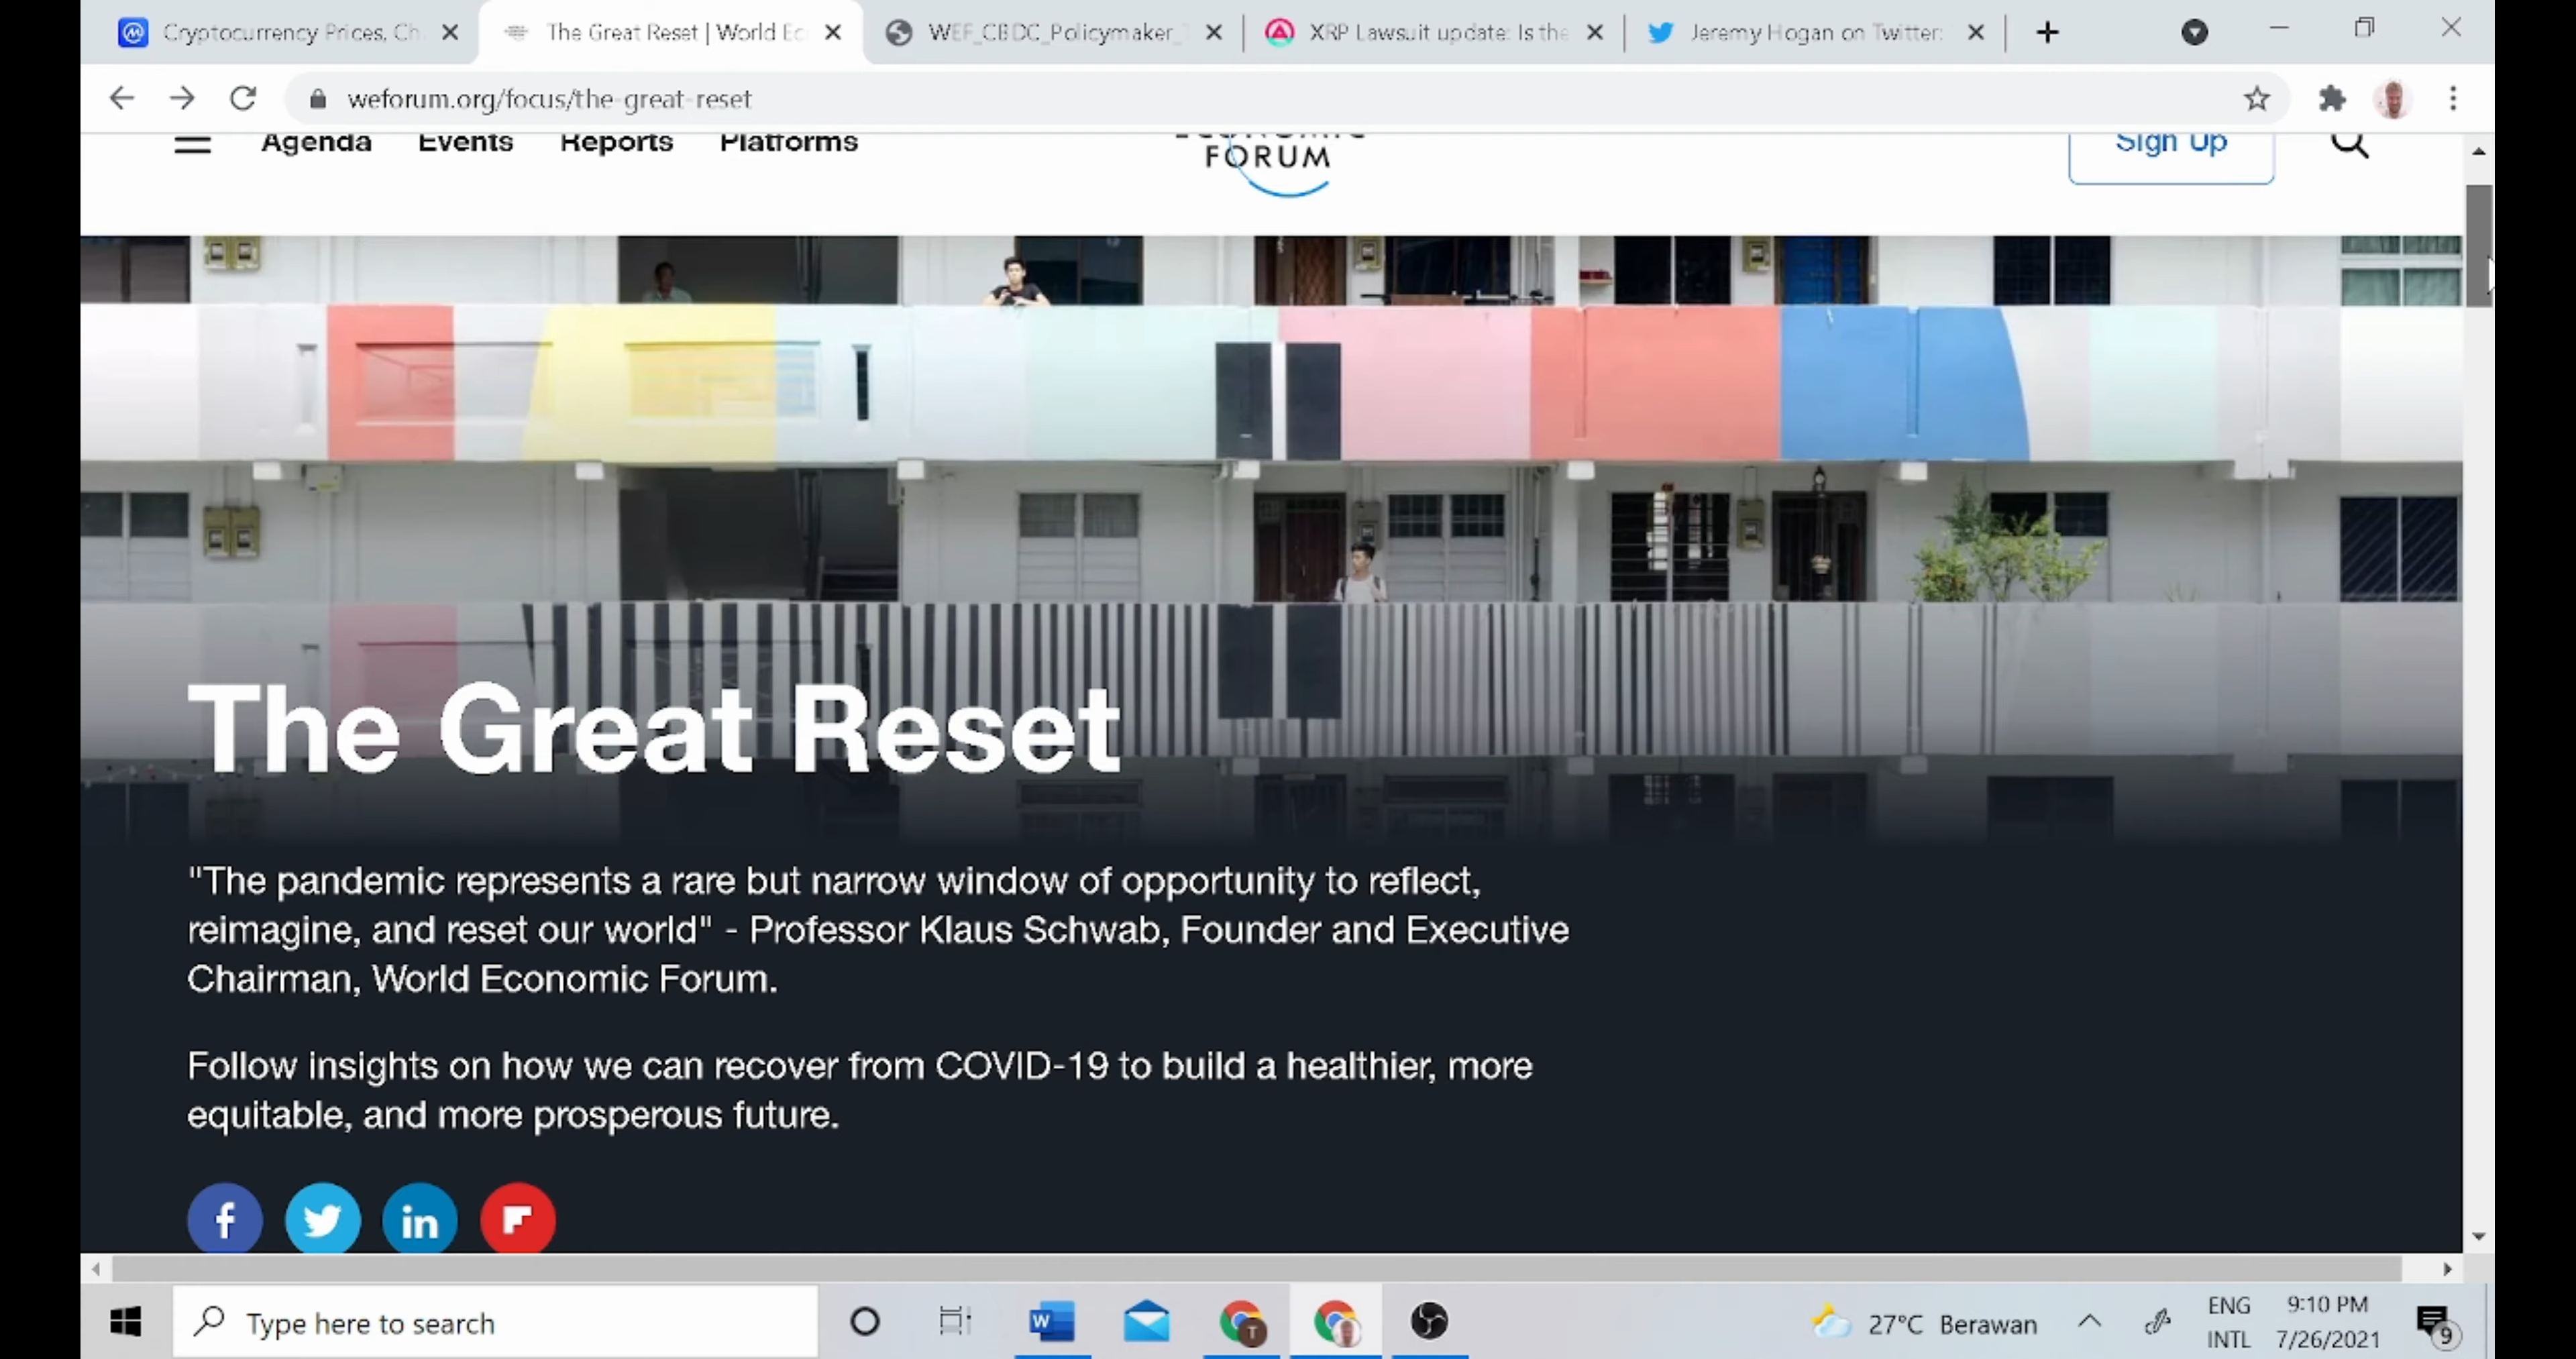 Cryptocurrency Prices, Ch
The Great Reset | World Ec
WEF_CBDC_Policymaker_T
XRP Lawsuit update: Is the
Jeremy Hogan on Twitter:
weforum.org/focus/the-great-reset
Agenda Events Reports Platforms
ECONOMIC
FORUM
Sign Up
The Great Reset
"The pandemic represents a rare but narrow window of opportunity to reflect,
reimagine, and reset our world" - Professor Klaus Schwab, Founder and Executive
Chairman, World Economic Forum.
Follow insights on how we can recover from COVID-19 to build a healthier, more
equitable, and more prosperous future.
Type here to search
27°C Berawan
ENG
INTL
9:10 PM
7/26/2021
9